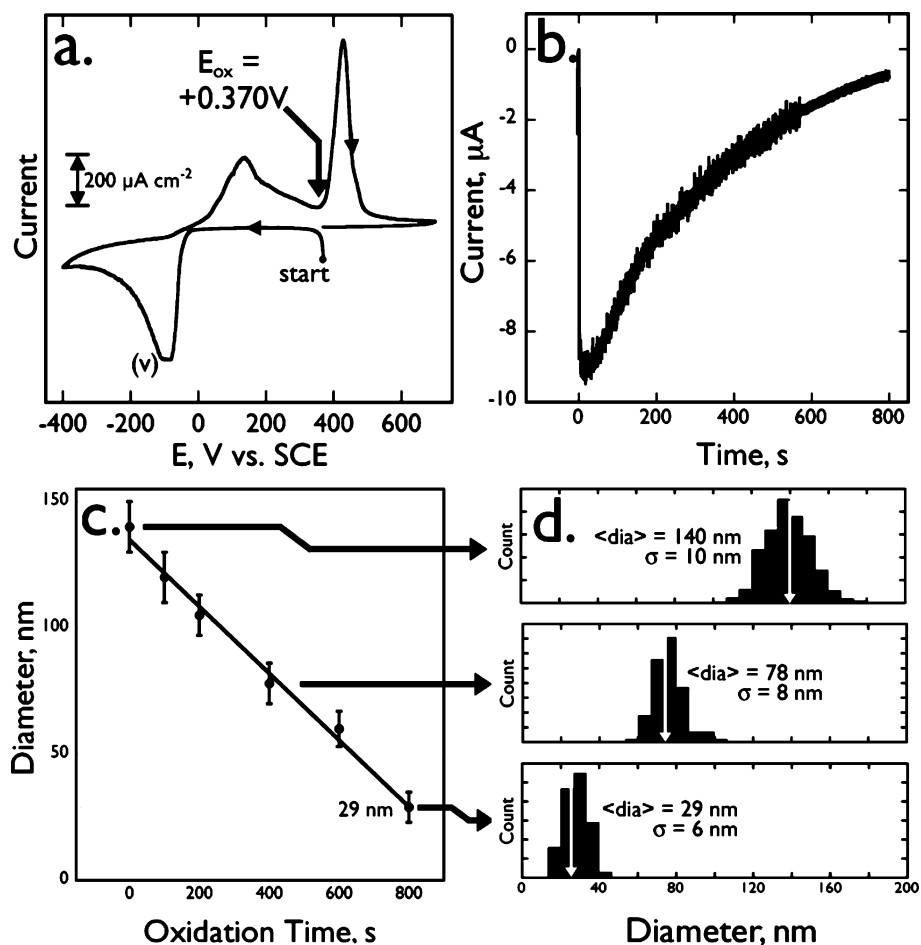 a.
E_ox =
+0.370V
200 μA cm⁻²
start
(v)
Current
-400 -200 0 200 400 600
E, V vs. SCE
b.
0
-2
-4
-6
-8
-10
Current, μA
0 200 400 600 800
Time, s
c.
150
100
50
0
Diameter, nm
29 nm
0 200 400 600 800
Oxidation Time, s
d.
Count
<dia> = 140 nm
σ = 10 nm
Count
<dia> = 78 nm
σ = 8 nm
Count
<dia> = 29 nm
σ = 6 nm
0 40 80 120 160 200
Diameter, nm